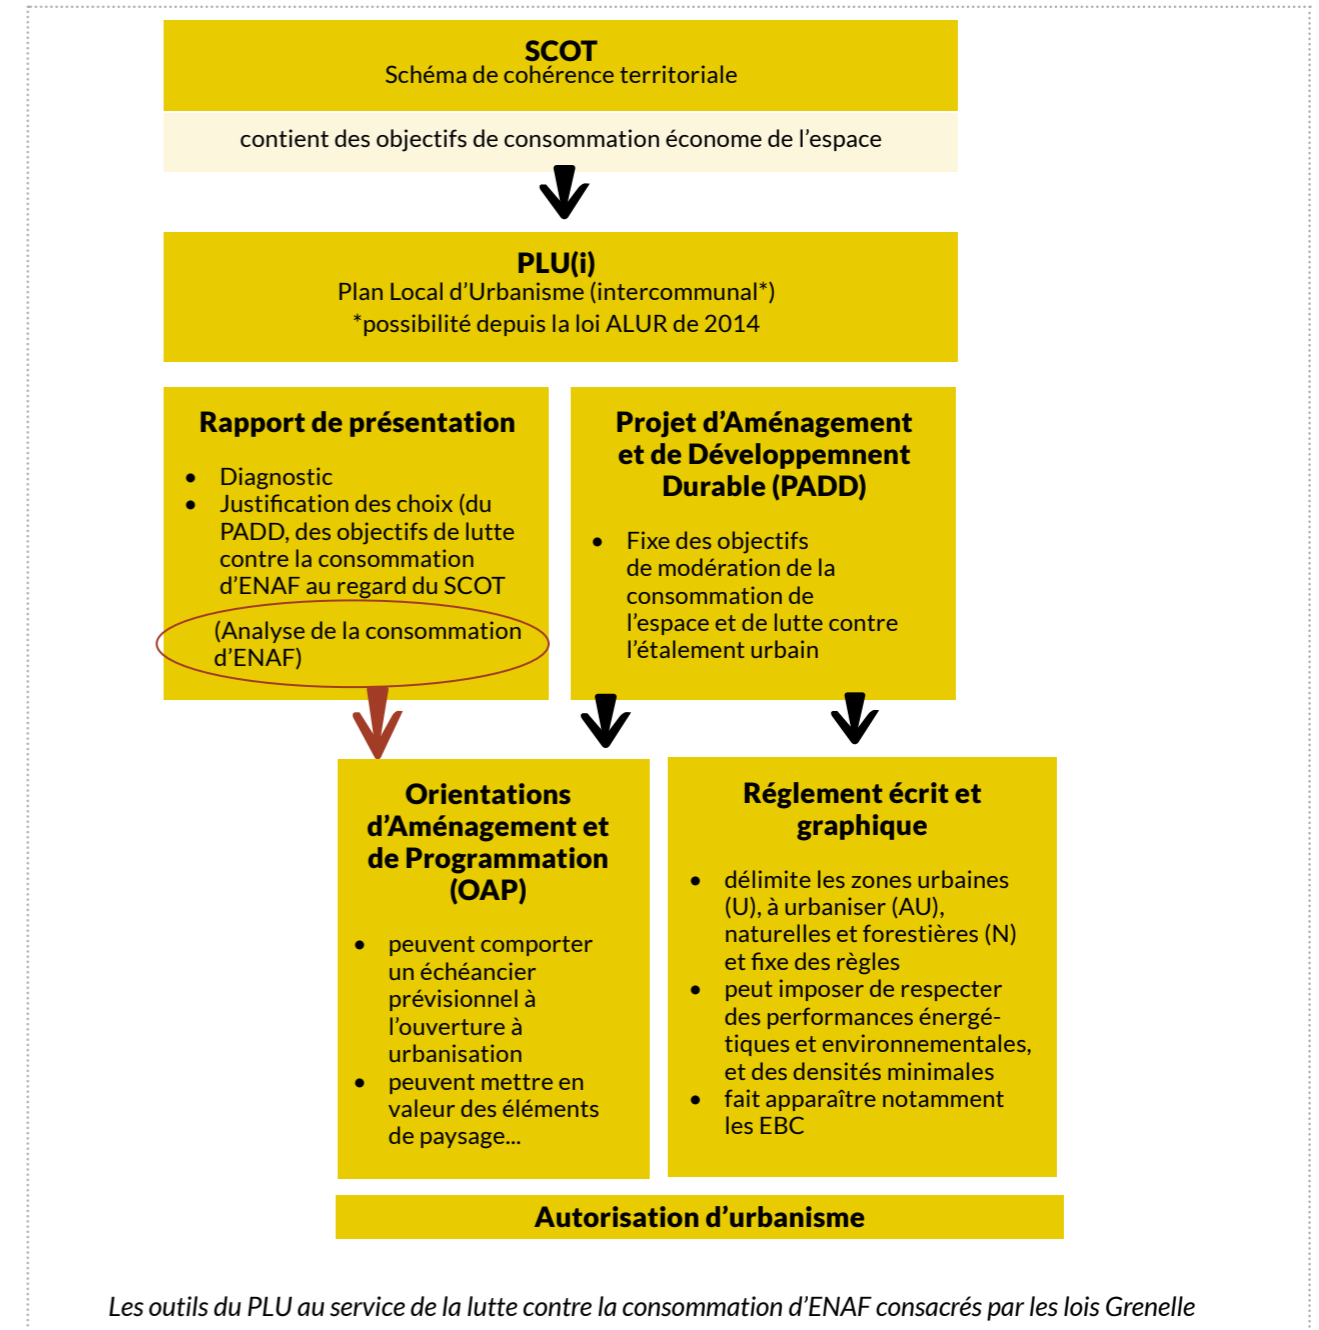 SCOT
Schéma de cohérence territoriale
contient des objectifs de consommation économe de l’espace
PLU(i)
Plan Local d’Urbanisme (intercommunal*)
*possibilité depuis la loi ALUR de 2014
Rapport de présentation
• Diagnostic
• Justification des choix (du
PADD, des objectifs de lutte
contre la consommation
d’ENAF au regard du SCOT
(Analyse de la consommation
d’ENAF)
Projet d’Aménagement
et de Développemnent
Durable (PADD)
• Fixe des objectifs
de modération de la
consommation de
l’espace et de lutte contre
l’étalement urbain
Orientations
d’Aménagement et
de Programmation
(OAP)
• peuvent comporter
un échéancier
prévisionnel à
l’ouverture à
urbanisation
• peuvent mettre en
valeur des éléments
de paysage...
Réglement écrit et
graphique
• délimite les zones urbaines
(U), à urbaniser (AU),
naturelles et forestières (N)
et fixe des règles
• peut imposer de respecter
des performances énergé-
tiques et environnementales,
et des densités minimales
• fait apparaître notamment
les EBC
Autorisation d’urbanisme
Les outils du PLU au service de la lutte contre la consommation d’ENAF consacrés par les lois Grenelle